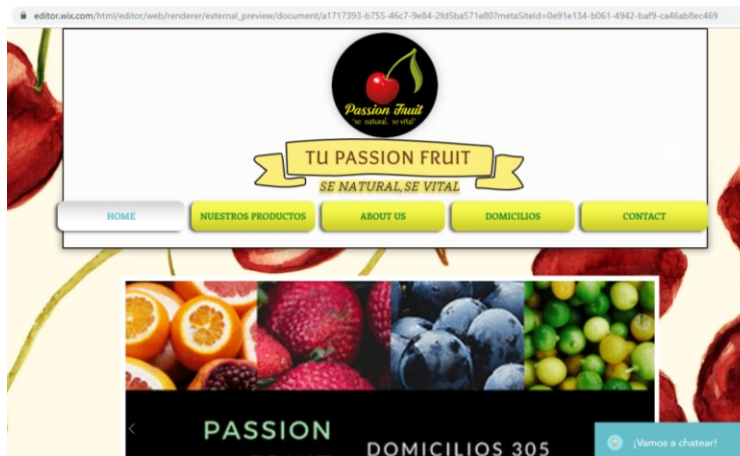 editor.wix.com/html/editor/web/renderer/external_preview/document/a1717393-b755-46c7-9e84-2fd5ba571e80?metaSiteId=0e91e134-b061-4942-baf9-ca46ab8ec469
Passion Fruit
"se natural, se vital"
TU PASSION FRUIT
SE NATURAL, SE VITAL
HOME
NUESTROS PRODUCTOS
ABOUT US
DOMICILIOS
CONTACT
PASSION
DOMICILIOS 305
¡Vamos a chatear!